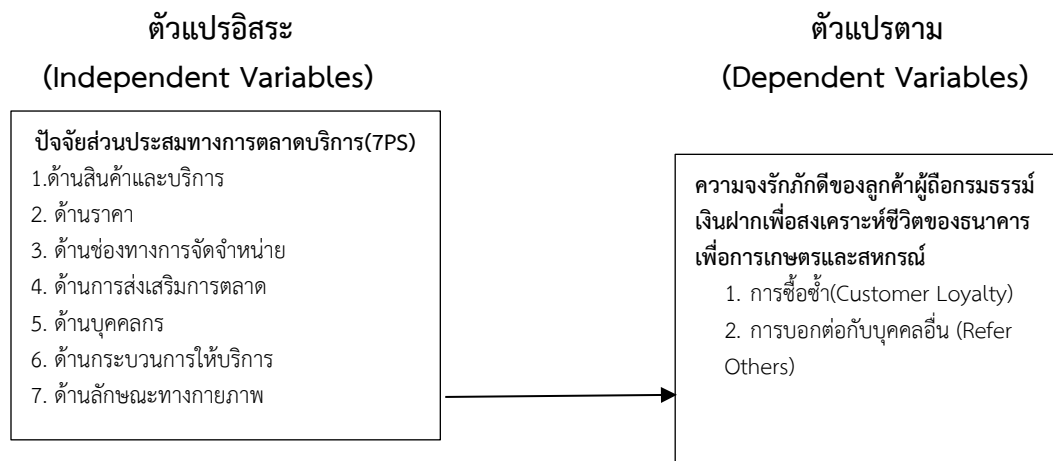 ตัวแปรอิสระ
(Independent Variables)
ปัจจัยส่วนประสมทางการตลาดบริการ(7PS)
1.ด้านสินค้าและบริการ
2. ด้านราคา
3. ด้านช่องทางการจัดจำหน่าย
4. ด้านการส่งเสริมการตลาด
5. ด้านบุคคลกร
6. ด้านกระบวนการให้บริการ
7. ด้านลักษณะทางกายภาพ
ตัวแปรตาม
(Dependent Variables)
ความจงรักภักดีของลูกค้าผู้ถือกรมธรรม์
เงินฝากเพื่อสงเคราะห์ชีวิตของธนาคาร
เพื่อการเกษตรและสหกรณ์
1. การซื้อซ้ำ(Customer Loyalty)
2. การบอกต่อกับบุคคลอื่น (Refer
Others)